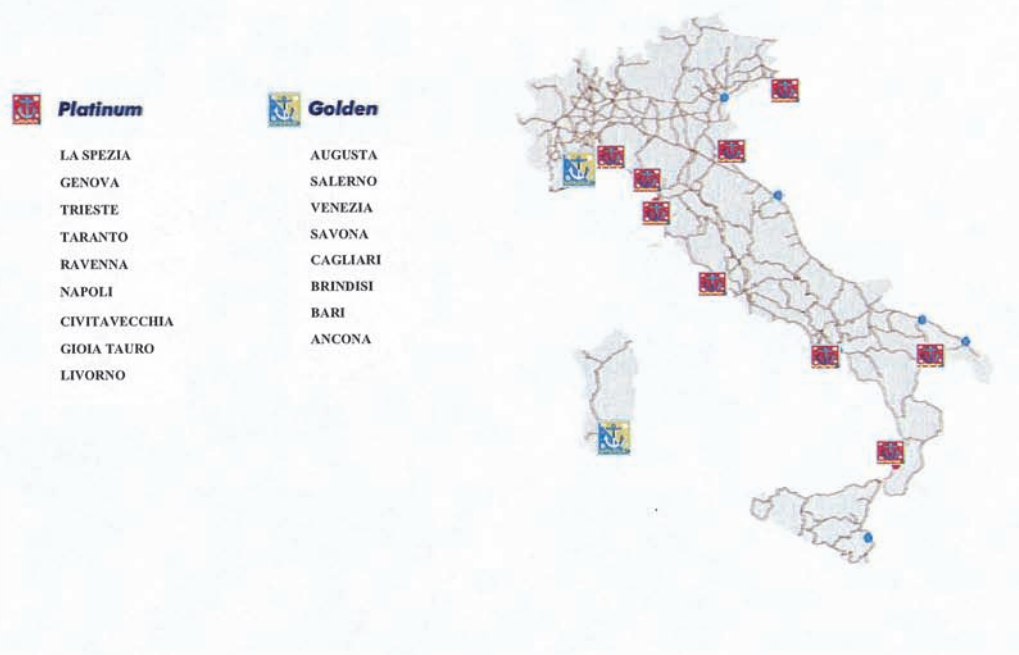 Platinum
LA SPEZIA
GENOVA
TRIESTE
TARANTO
RAVENNA
NAPOLI
CIVITAVECCHIA
GIOIA TAURO
LIVORNO
Golden
AUGUSTA
SALERNO
VENEZIA
SAVONA
CAGLIARI
BRINDISI
BARI
ANCONA